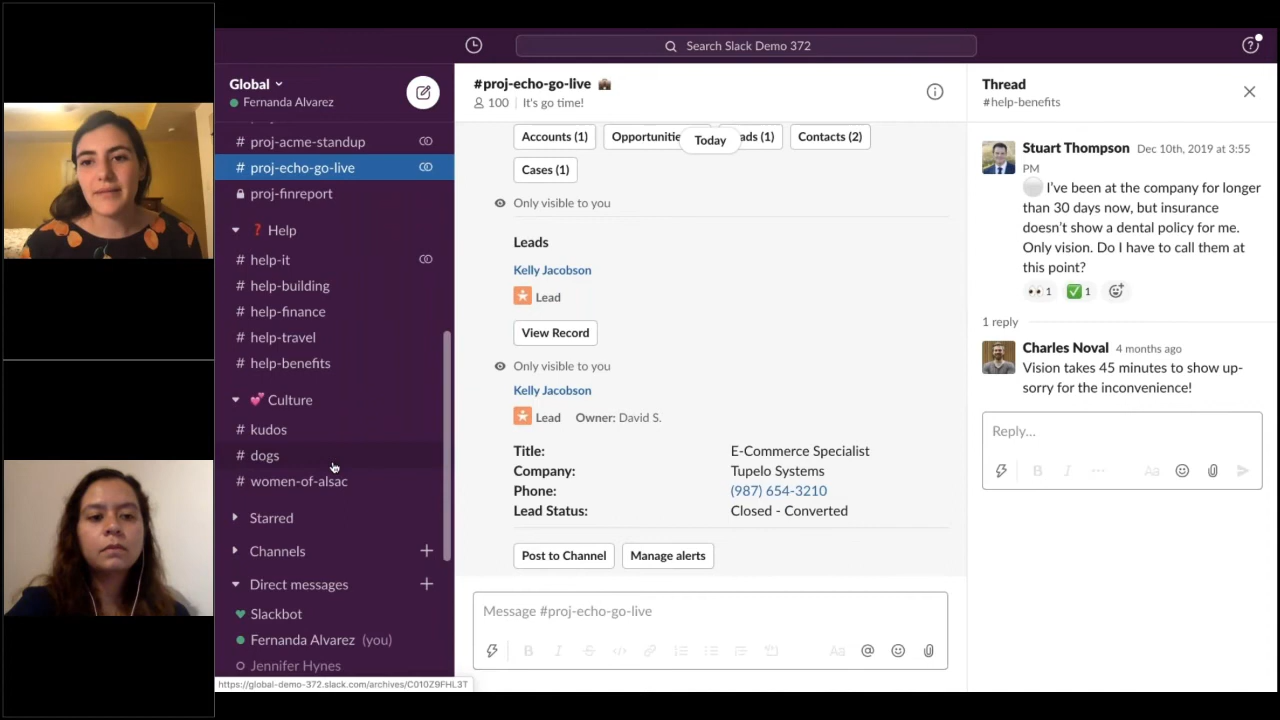 Search Slack Demo 372
Global
Fernanda Alvarez
# proj-acme-standup
# proj-echo-go-live
proj-finreport
Help
# help-it
# help-building
# help-finance
# help-travel
# help-benefits
Culture
# kudos
# dogs
# women-of-alsac
Starred
Channels +
Direct messages +
Slackbot
Fernanda Alvarez (you)
Jennifer Hynes
https://global-demo-372.slack.com/archives/C010Z9FHL3T
#proj-echo-go-live
100 | It's go time!
Today
Accounts (1) Contacts (2)
Cases (1)
Only visible to you
Leads
Kelly Jacobson
Lead
View Record
Only visible to you
Kelly Jacobson
Lead Owner: David S.
Title: E-Commerce Specialist
Company: Tupelo Systems
Phone: (987) 654-3210
Lead Status: Closed - Converted
Post to Channel Manage alerts
Message #proj-echo-go-live
Thread
#help-benefits
Stuart Thompson Dec 10th, 2019 at 3:55
PM
I've been at the company for longer
than 30 days now, but insurance
doesn't show a dental policy for me.
Only vision. Do I have to call them at
this point?
1 1
1 reply
Charles Noval 4 months ago
Vision takes 45 minutes to show up-
sorry for the inconvenience!
Reply...